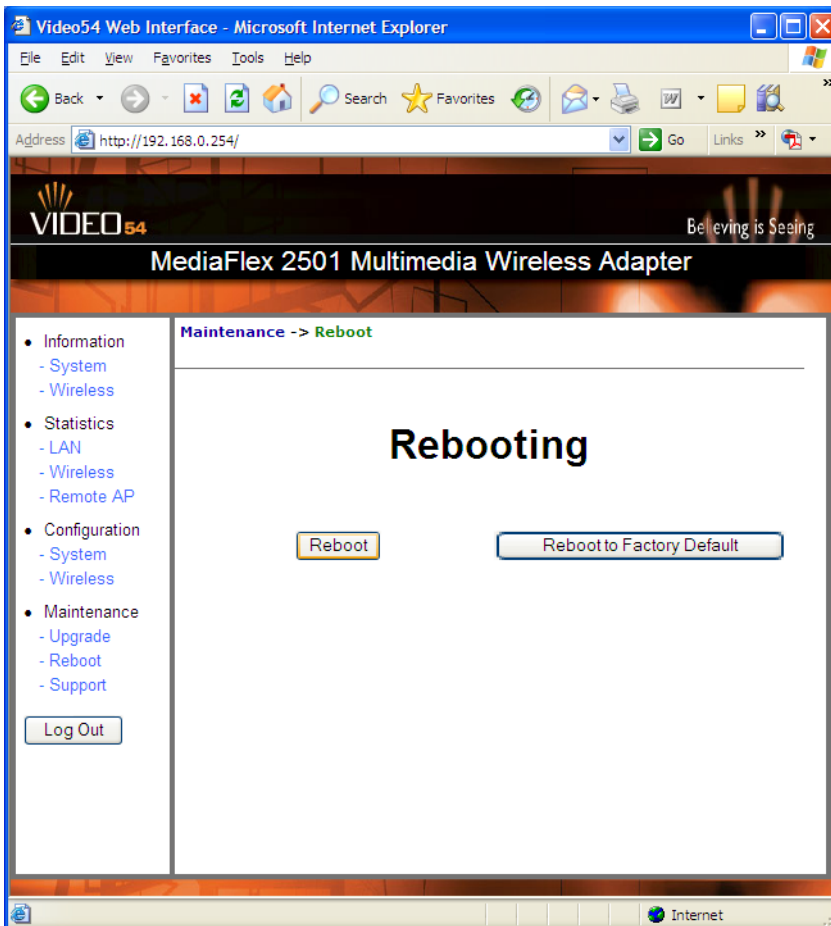 Video54 Web Interface - Microsoft Internet Explorer
File Edit View Favorites Tools Help
Back Search Favorites »
Address http://192.168.0.254/ Go Links »
VIDEO54
Believing is Seeing
MediaFlex 2501 Multimedia Wireless Adapter
• Information
- System
- Wireless
• Statistics
- LAN
- Wireless
- Remote AP
• Configuration
- System
- Wireless
• Maintenance
- Upgrade
- Reboot
- Support
Log Out
Maintenance -> Reboot
Rebooting
Reboot Reboot to Factory Default
Internet